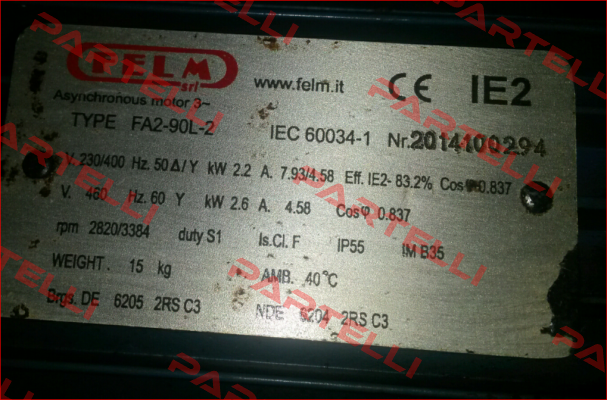 FELM
srl
www.felm.it CE IE2
Asynchronous motor 3~
TYPE FA2-90L-2 IEC 60034-1 Nr. 2014100294
V. 230/400 Hz. 50 Δ/Y kW 2.2 A. 7.93/4.58 Eff. IE2- 83.2% Cosφ 0.837
V. 460 Hz. 60 Y kW 2.6 A. 4.58 Cosφ 0.837
rpm 2820/3384 duty S1 Is.Cl. F IP55 IM B35
WEIGHT. 15 kg AMB. 40°C
Brgs. DE 6205 2RS C3 NDE 6204 2RS C3
PARTELLI
PARTELLI
PARTELLI
PARTELLI
PARTELLI
PARTELLI